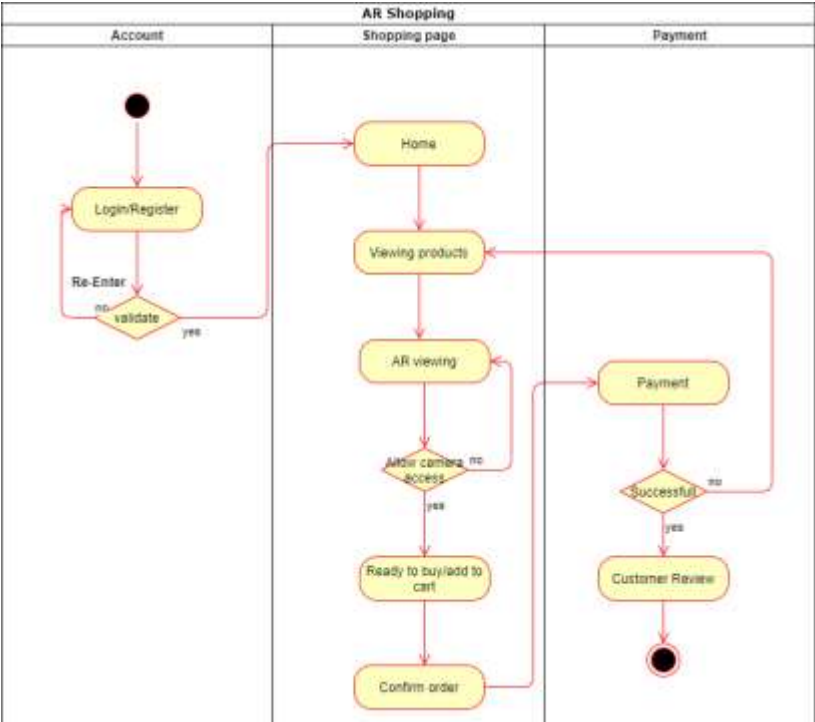 AR Shopping
Account
Shopping page
Payment
Login/Register
Re-Enter
no
validate
yes
Home
Viewing products
AR viewing
Allow camera
access
no
yes
Ready to buy/add to
cart
Confirm order
Payment
Successfull
no
yes
Customer Review